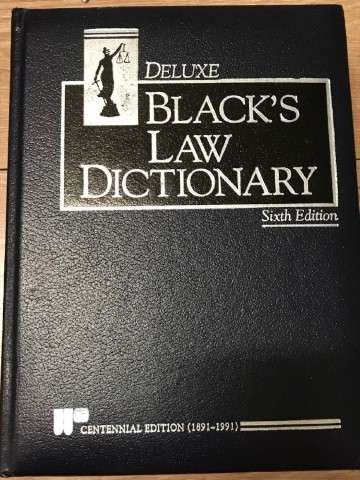 DELUXE
BLACK'S
LAW
DICTIONARY
Sixth Edition
CENTENNIAL EDITION (1891-1991)